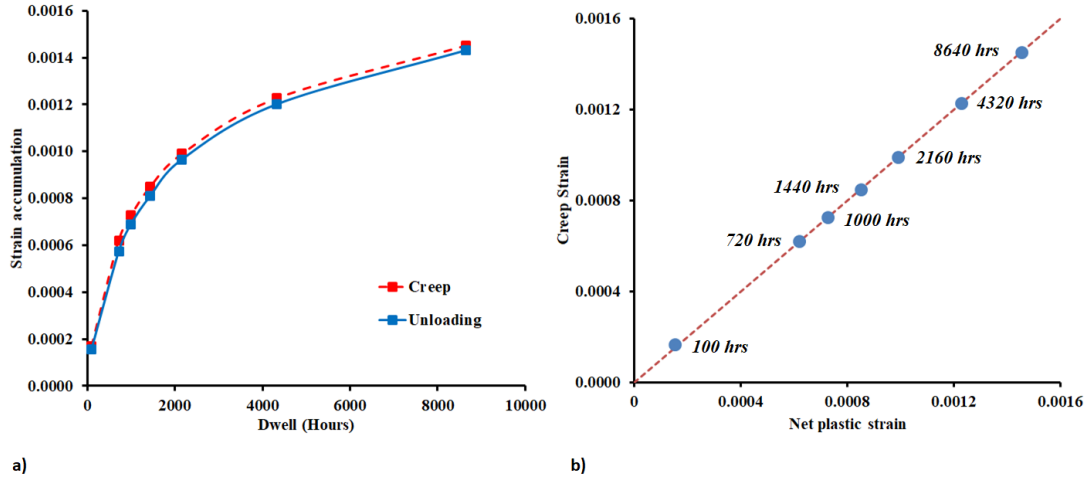 0.0016
0.0014
0.0012
0.0010
0.0008
0.0006
0.0004
0.0002
0.0000
Strain accumulation
Creep
Unloading
0 2000 4000 6000 8000 10000
Dwell (Hours)
a)
0.0016
0.0012
0.0008
0.0004
0.0000
Creep Strain
8640 hrs
4320 hrs
2160 hrs
1440 hrs
1000 hrs
720 hrs
100 hrs
0 0.0004 0.0008 0.0012 0.0016
Net plastic strain
b)